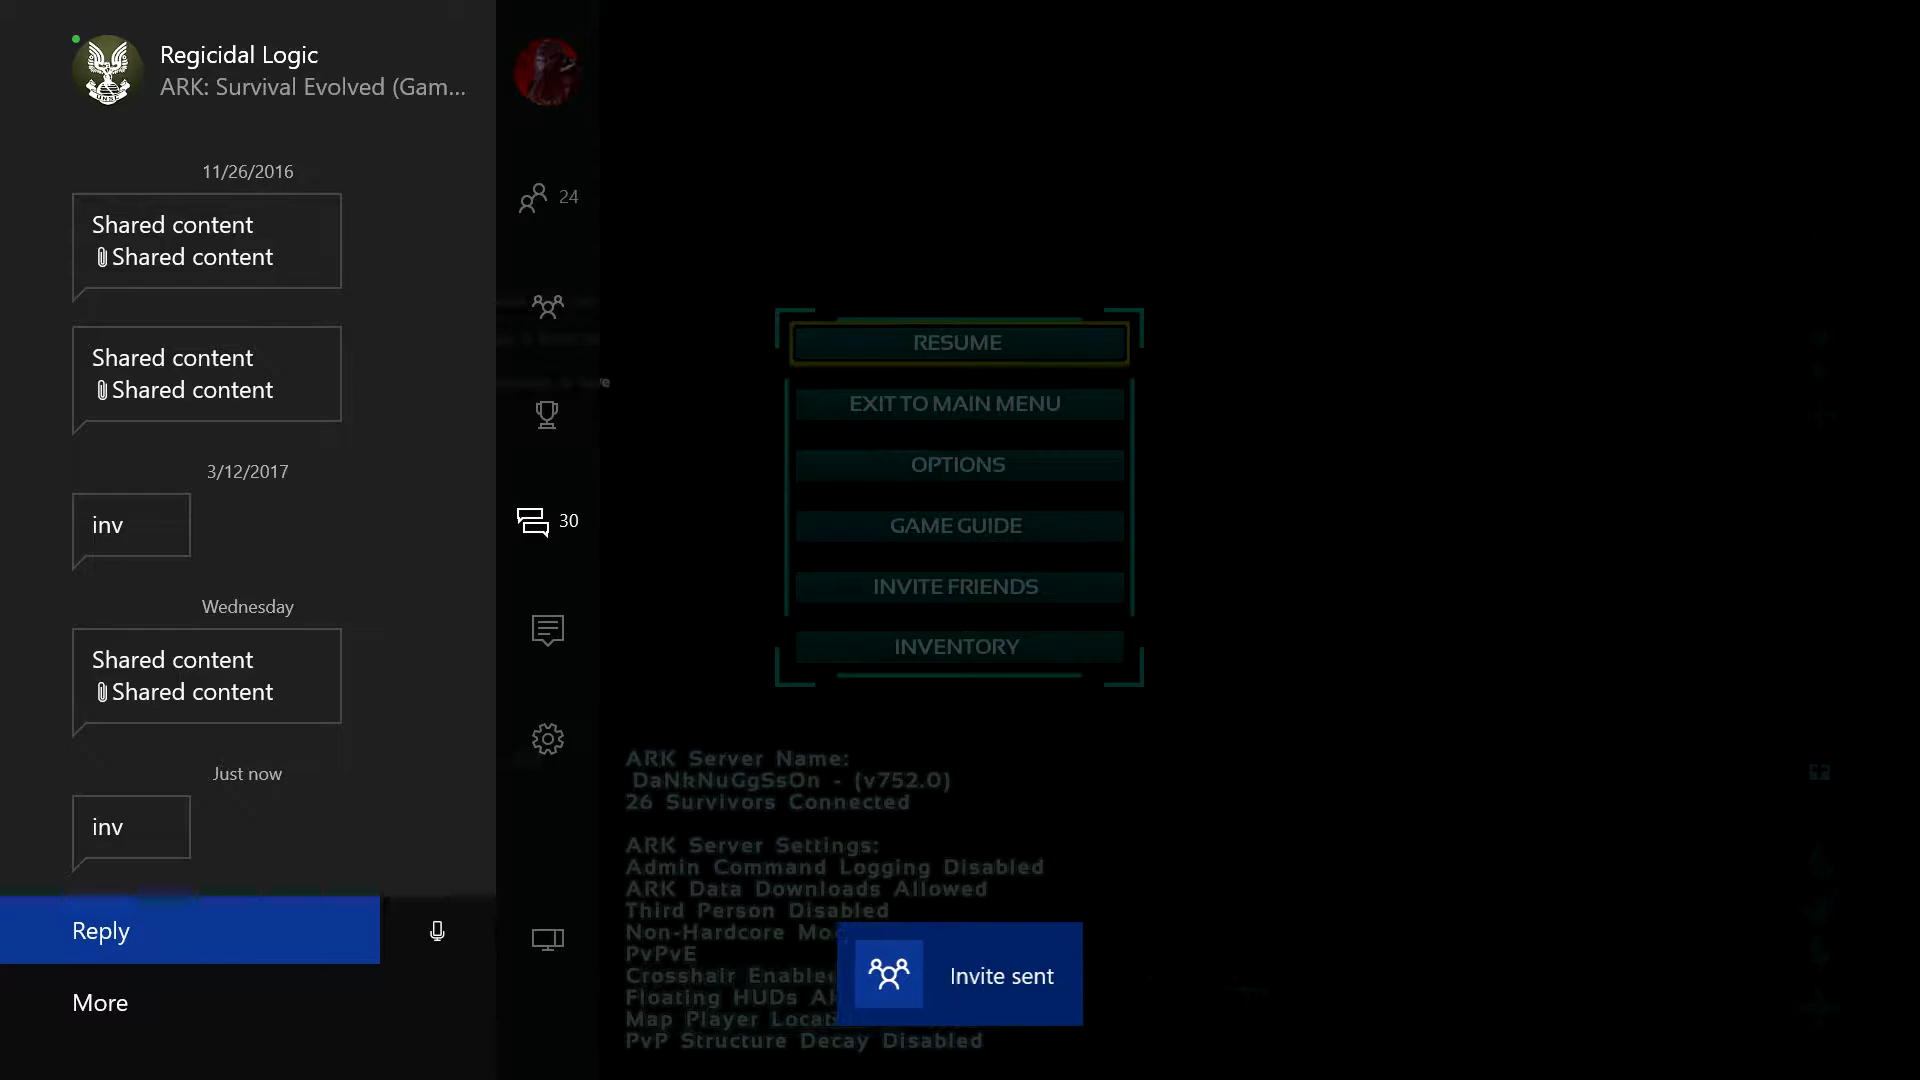 Regicidal Logic
ARK: Survival Evolved (Gam...
11/26/2016
Shared content
Shared content
Shared content
Shared content
3/12/2017
inv
Wednesday
Shared content
Shared content
Just now
inv
Reply
More
24
30
RESUME
EXIT TO MAIN MENU
OPTIONS
GAME GUIDE
INVITE FRIENDS
INVENTORY
ARK Server Name:
DaNkNuGgSsOn - (v752.0)
26 Survivors Connected
ARK Server Settings:
Admin Command Logging Disabled
ARK Data Downloads Allowed
Third Person Disabled
Non-Hardcore
PvPvE
Crosshair Enabled
Floating HUDs
Map Player
PvP Structure Decay Disabled
Invite sent